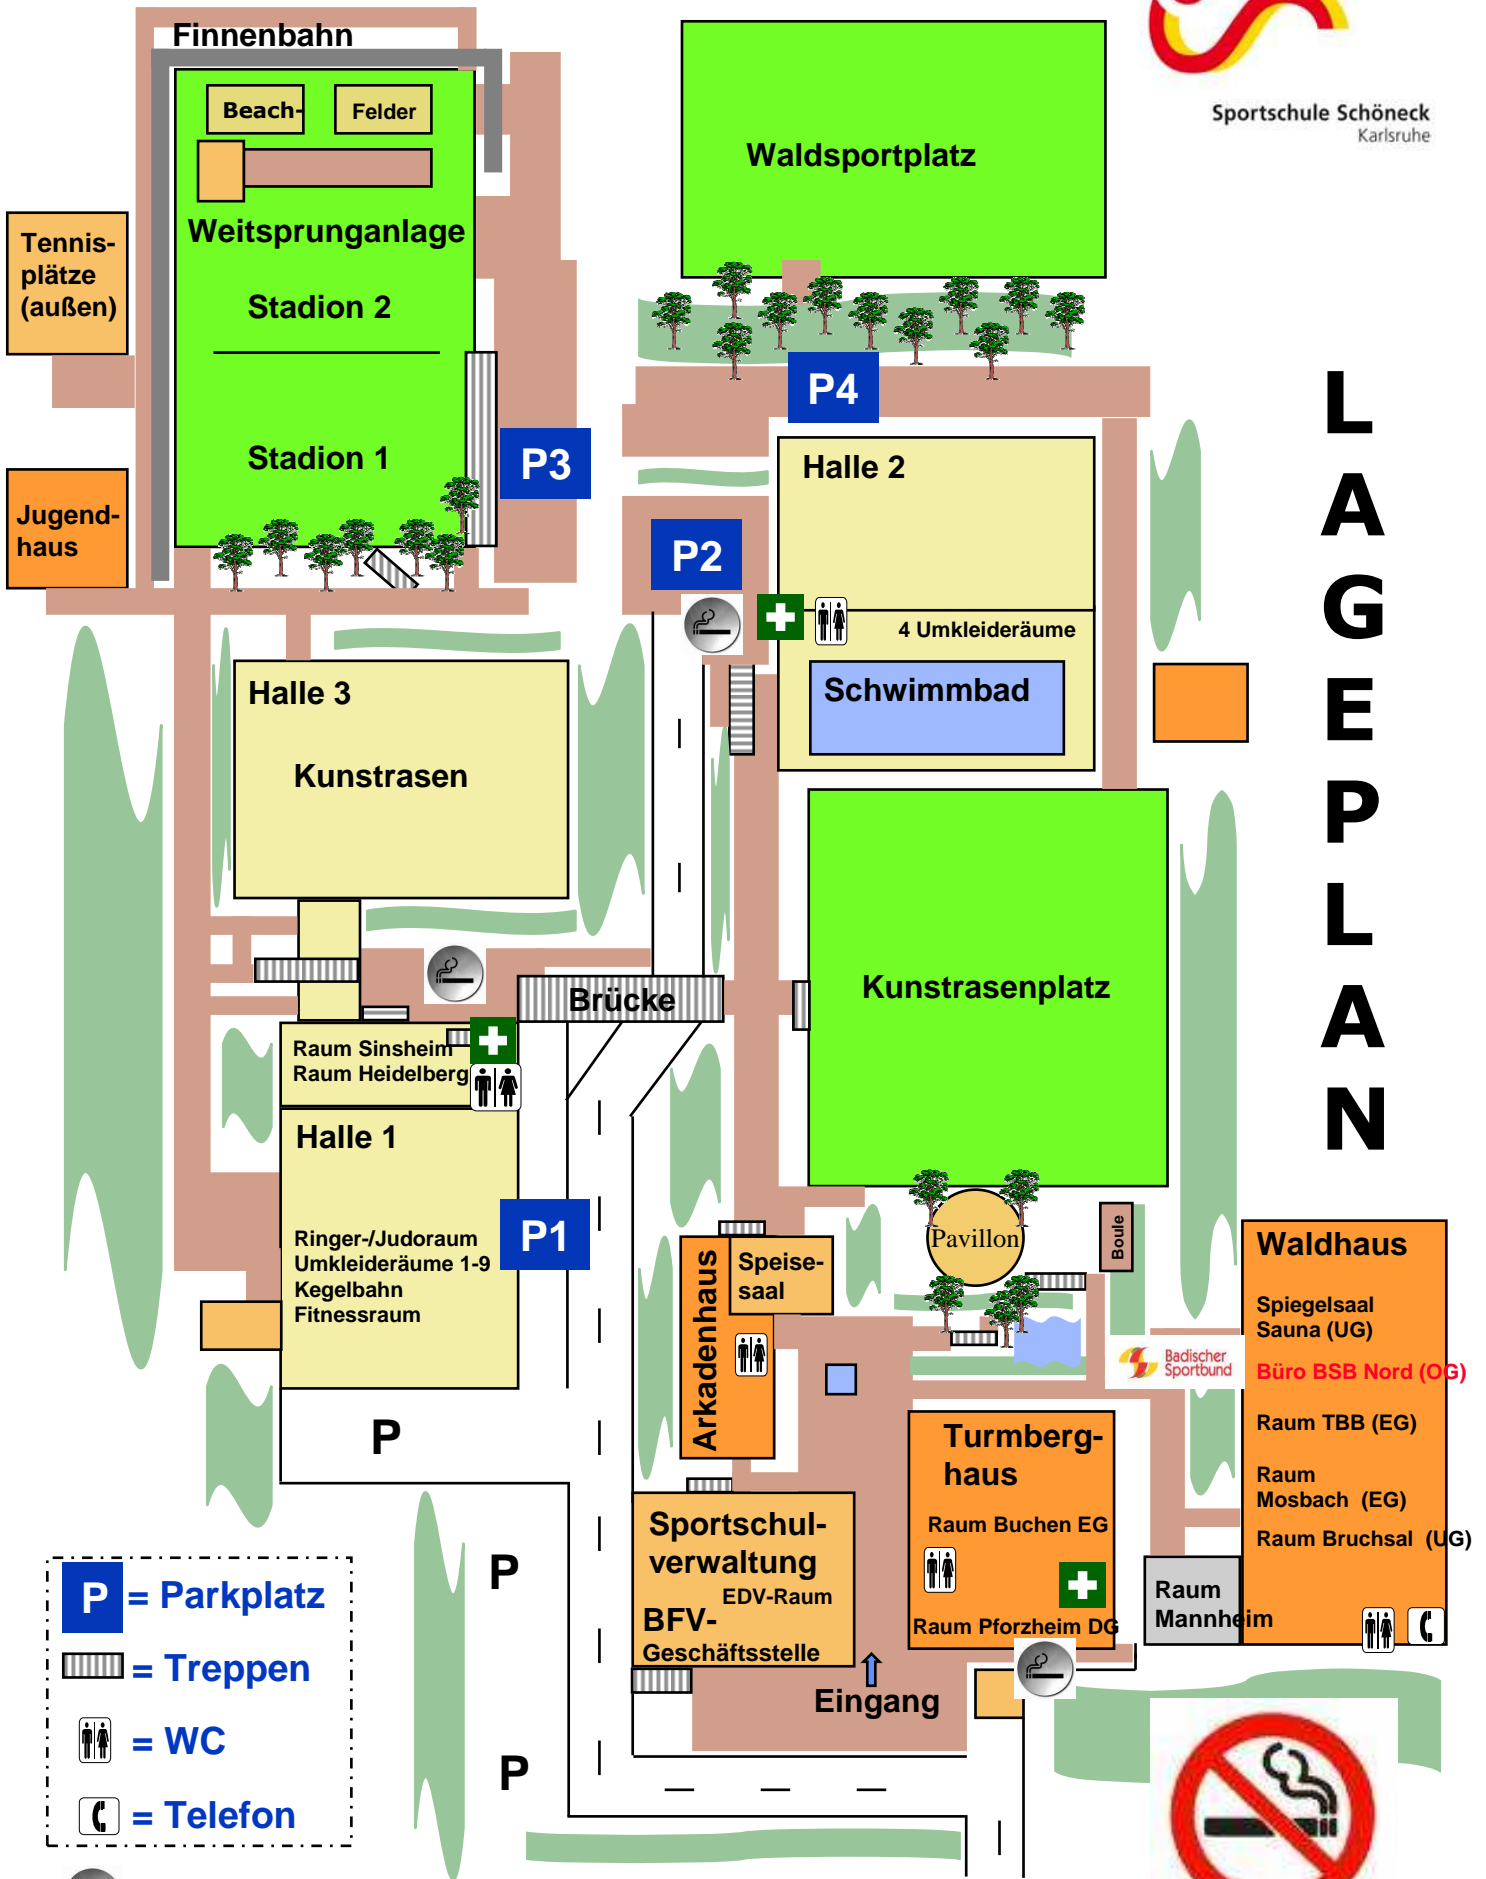 Finnenbahn
Beach-
Felder
Weitsprunganlage
Stadion 2
Stadion 1
Tennis-
plätze
(außen)
Jugend-
haus
Waldsportplatz
Sportschule Schöneck
Karlsruhe
P4
P3
P2
Halle 2
4 Umkleideräume
Schwimmbad
LAGEPLAN
Halle 3
Kunstrasen
Kunstrasenplatz
Brücke
Raum Sinsheim
Raum Heidelberg
Halle 1
Ringer-/Judoraum
Umkleideräume 1-9
Kegelbahn
Fitnessraum
P1
Arkadenhaus
Speise-
saal
Pavillon
Boule
Waldhaus
Spiegelsaal
Sauna (UG)
Badischer
Sportbund
Büro BSB Nord (OG)
Raum TBB (EG)
Raum
Mosbach (EG)
Raum Bruchsal (UG)
P
P
P
Turmberg-
haus
Raum Buchen EG
Raum Pforzheim DG
Raum
Mannheim
Sportschul-
verwaltung
EDV-Raum
BFV-
Geschäftsstelle
Eingang
P = Parkplatz
= Treppen
= WC
= Telefon